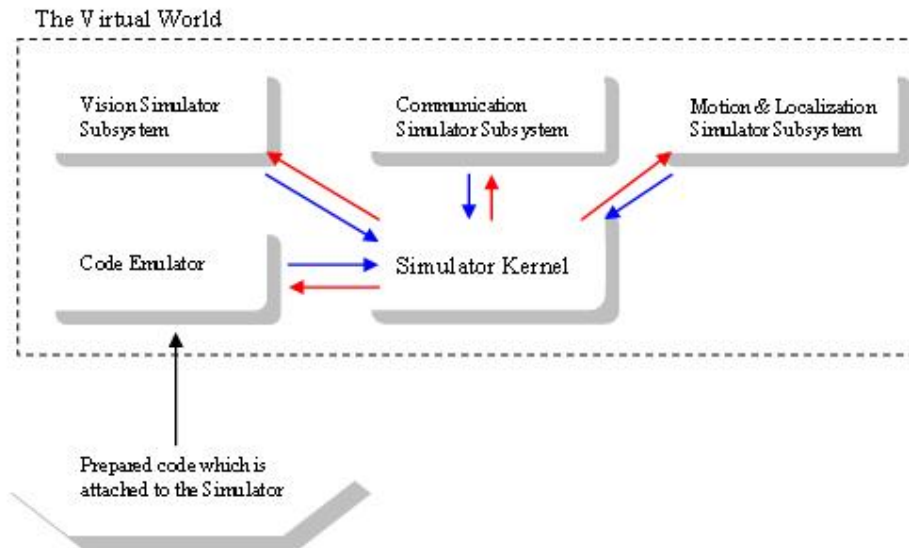 The Virtual World
Vision Simulator
Subsystem
Communication
Simulator Subsystem
Motion & Localization
Simulator Subsystem
Code Emulator
Simulator Kernel
Prepared code which is
attached to the Simulator